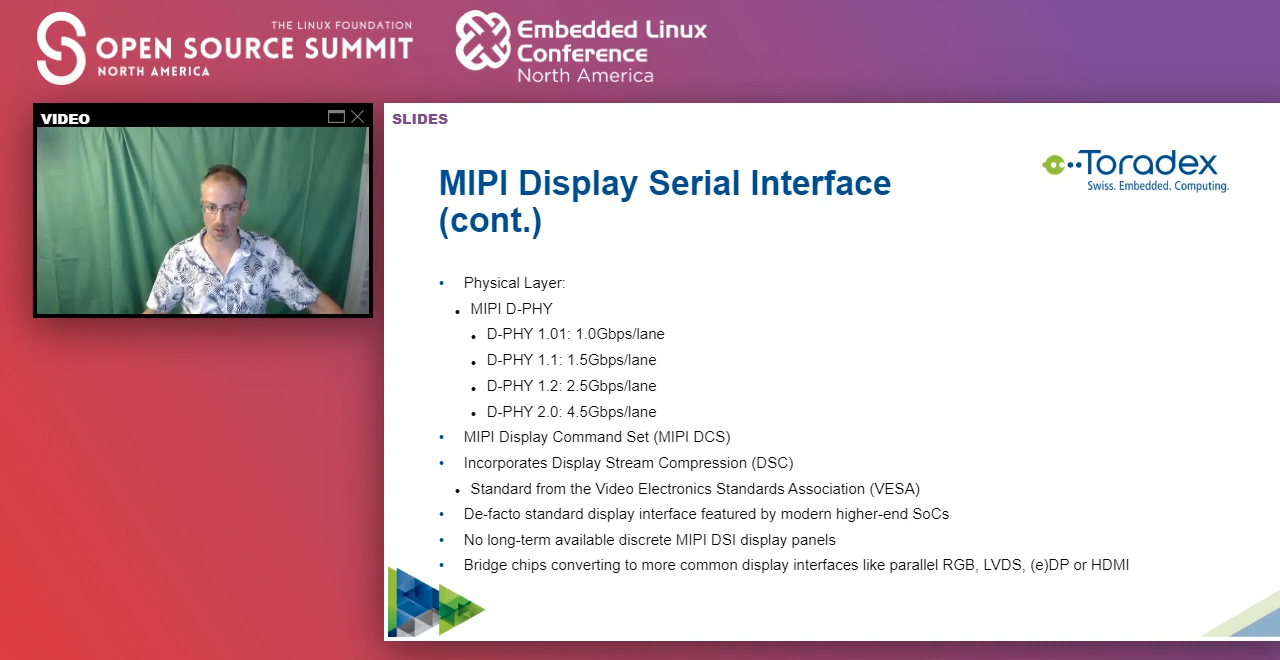 THE LINUX FOUNDATION
OPEN SOURCE SUMMIT
NORTH AMERICA
Embedded Linux
Conference
North America
VIDEO
SLIDES
Toradex
Swiss. Embedded. Computing.
MIPI Display Serial Interface
(cont.)
• Physical Layer:
• MIPI D-PHY
• D-PHY 1.01: 1.0Gbps/lane
• D-PHY 1.1: 1.5Gbps/lane
• D-PHY 1.2: 2.5Gbps/lane
• D-PHY 2.0: 4.5Gbps/lane
• MIPI Display Command Set (MIPI DCS)
• Incorporates Display Stream Compression (DSC)
• Standard from the Video Electronics Standards Association (VESA)
• De-facto standard display interface featured by modern higher-end SoCs
• No long-term available discrete MIPI DSI display panels
• Bridge chips converting to more common display interfaces like parallel RGB, LVDS, (e)DP or HDMI